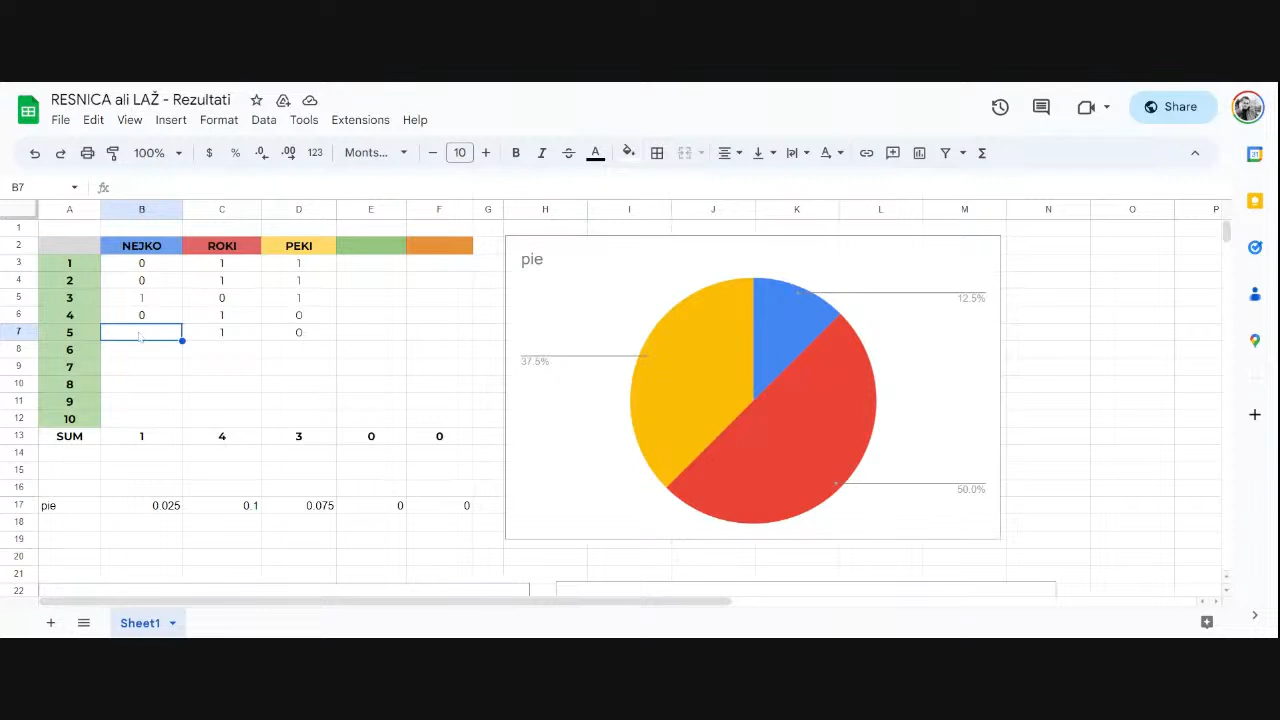 RESNICA ali LAŽ - Rezultati
File Edit View Insert Format Data Tools Extensions Help
Share
100% $ % .0 .00 123 Monts... 10 B I A
31
B7 fx
A B C D E F G H I J K L M N O P
1
2 NEJKO ROKI PEKI
3 1 0 1 1
4 2 0 1 1
5 3 1 0 1
6 4 0 1 0
7 5 1 0
8 6
9 7
10 8
11 9
12 10
13 SUM 1 4 3 0 0
14
15
16
17 pie 0.025 0.1 0.075 0 0
18
19
20
21
22
pie
12.5%
37.5%
50.0%
Sheet1